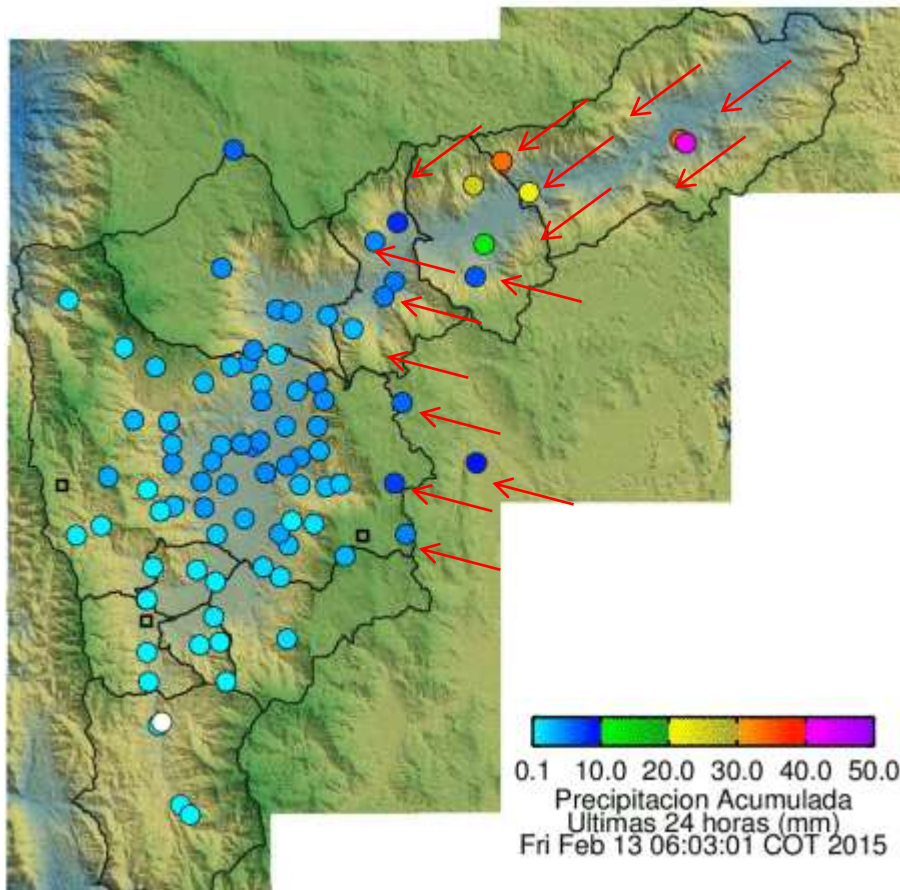 0.1 10.0 20.0 30.0 40.0 50.0
Precipitacion Acumulada
Ultimas 24 horas (mm)
Fri Feb 13 06:03:01 COT 2015